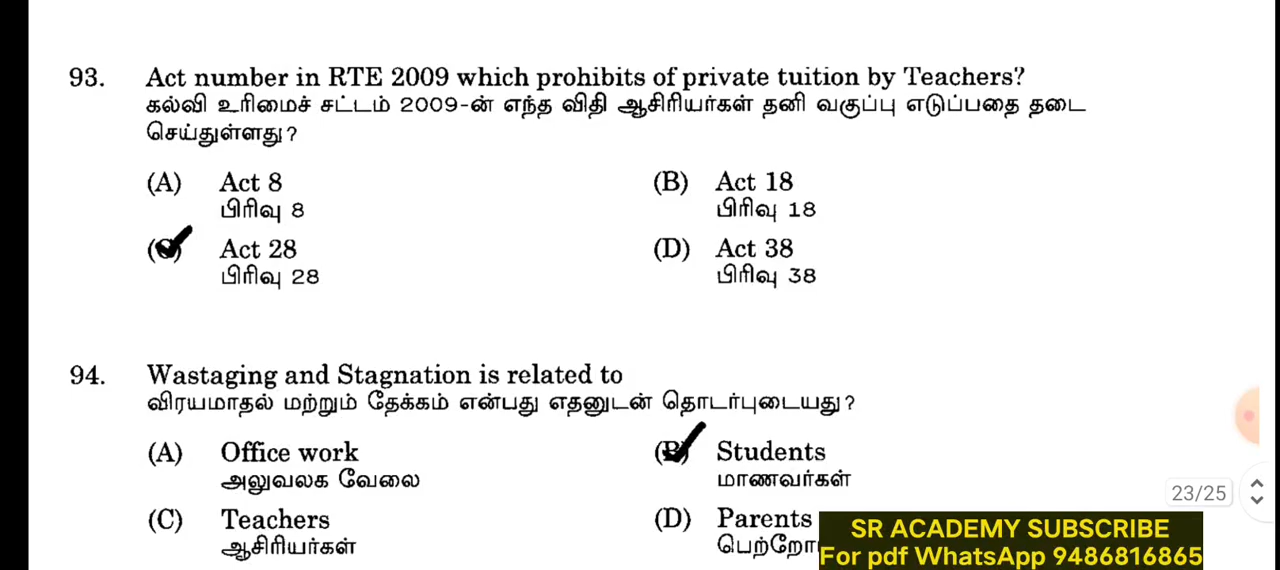 93. Act number in RTE 2009 which prohibits of private tuition by Teachers?
கல்வி உரிமைச் சட்டம் 2009-ன் எந்த விதி ஆசிரியர்கள் தனி வகுப்பு எடுப்பதை தடை
செய்துள்ளது?
(A) Act 8 (B) Act 18
பிரிவு 8 பிரிவு 18
(C) Act 28 (D) Act 38
பிரிவு 28 பிரிவு 38
94. Wastaging and Stagnation is related to
விரயமாதல் மற்றும் தேக்கம் என்பது எதனுடன் தொடர்புடையது?
(A) Office work (B) Students
அலுவலக வேலை மாணவர்கள்
23/25
(C) Teachers (D) Parents
ஆசிரியர்கள்
SR ACADEMY SUBSCRIBE
For pdf WhatsApp 9486816865